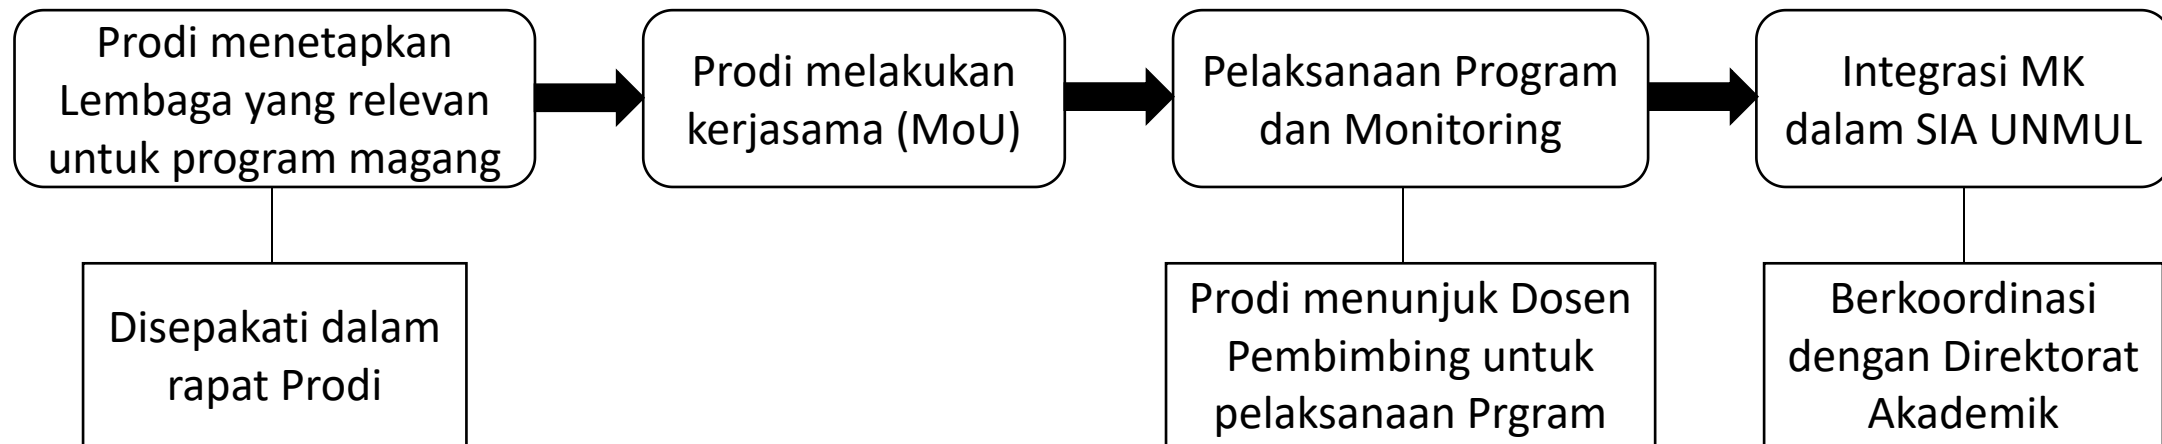 Prodi menetapkan
Lembaga yang relevan
untuk program magang
Prodi melakukan
kerjasama (MoU)
Pelaksanaan Program
dan Monitoring
Integrasi MK
dalam SIA UNMUL
Disepakati dalam
rapat Prodi
Prodi menunjuk Dosen
Pembimbing untuk
pelaksanaan Prgram
Berkoordinasi
dengan Direktorat
Akademik